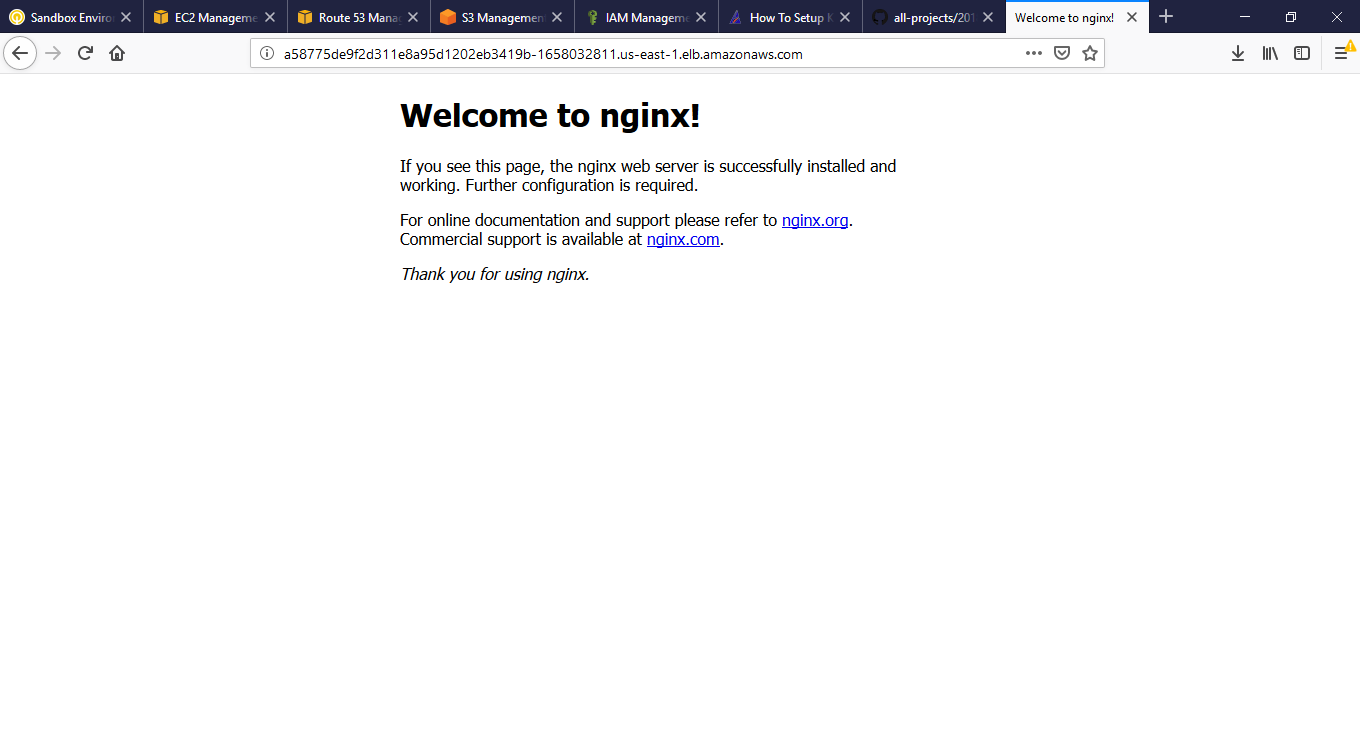 Sandbox Enviro
EC2 Manageme
Route 53 Mana
S3 Management
IAM Manageme
How To Setup K
all-projects/201
Welcome to nginx!
a58775de9f2d311e8a95d1202eb3419b-1658032811.us-east-1.elb.amazonaws.com
Welcome to nginx!
If you see this page, the nginx web server is successfully installed and
working. Further configuration is required.
For online documentation and support please refer to nginx.org.
Commercial support is available at nginx.com.
Thank you for using nginx.